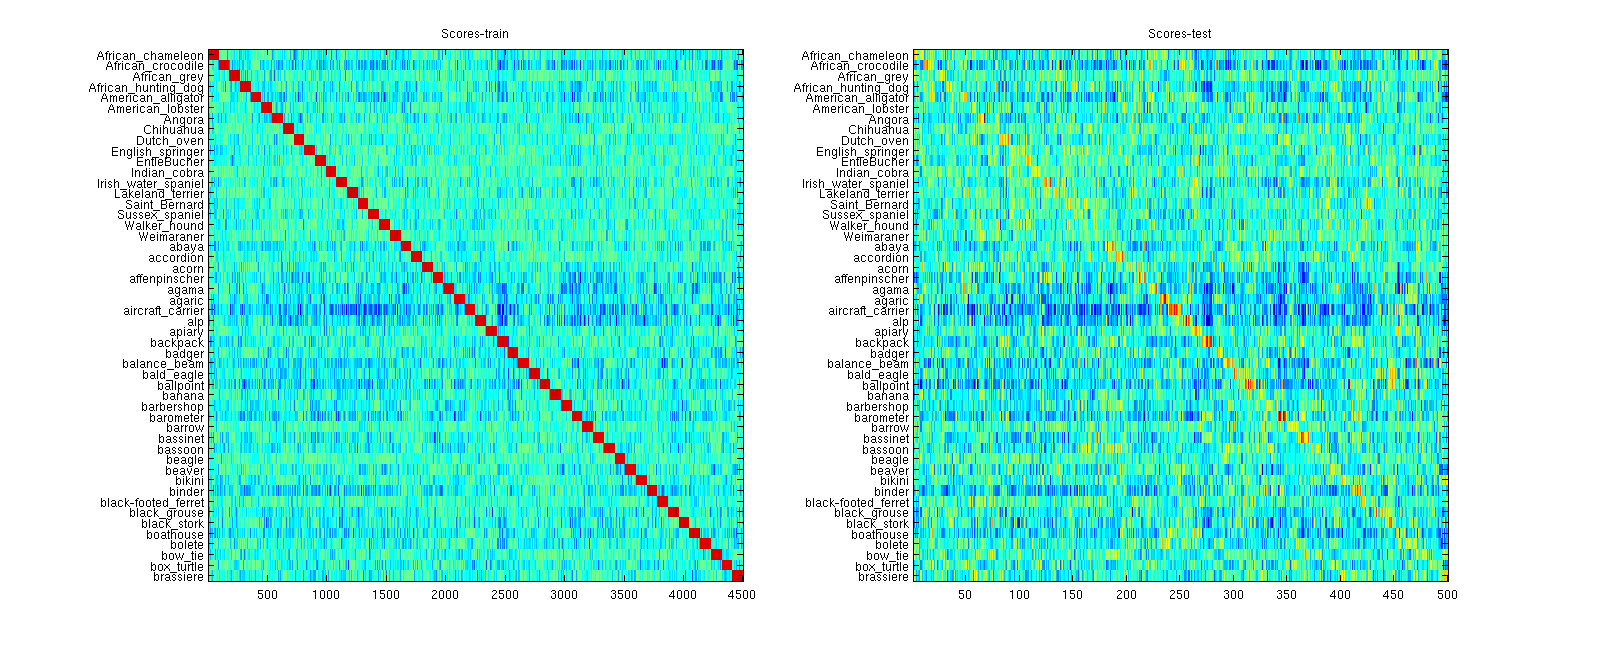 Scores-train
African_chameleon
African_crocodile
African_grey
African_hunting_dog
American_alligator
American_lobster
Angora
Chihuahua
Dutch_oven
English_springer
EntleBucher
Indian_cobra
Irish_water_spaniel
Lakeland_terrier
Saint_Bernard
Sussex_spaniel
Walker_hound
Weimaraner
abaya
accordion
acorn
affenpinscher
agama
agaric
aircraft_carrier
alp
apiary
backpack
badger
balance_beam
bald_eagle
ballpoint
banana
barbershop
barometer
barrow
bassinet
bassoon
beagle
beaver
bikini
binder
black-footed_ferret
black_grouse
black_stork
boathouse
bolete
bow_tie
box_turtle
brassiere
500 1000 1500 2000 2500 3000 3500 4000 4500
Scores-test
African_chameleon
African_crocodile
African_grey
African_hunting_dog
American_alligator
American_lobster
Angora
Chihuahua
Dutch_oven
English_springer
EntleBucher
Indian_cobra
Irish_water_spaniel
Lakeland_terrier
Saint_Bernard
Sussex_spaniel
Walker_hound
Weimaraner
abaya
accordion
acorn
affenpinscher
agama
agaric
aircraft_carrier
alp
apiary
backpack
badger
balance_beam
bald_eagle
ballpoint
banana
barbershop
barometer
barrow
bassinet
bassoon
beagle
beaver
bikini
binder
black-footed_ferret
black_grouse
black_stork
boathouse
bolete
bow_tie
box_turtle
brassiere
50 100 150 200 250 300 350 400 450 500